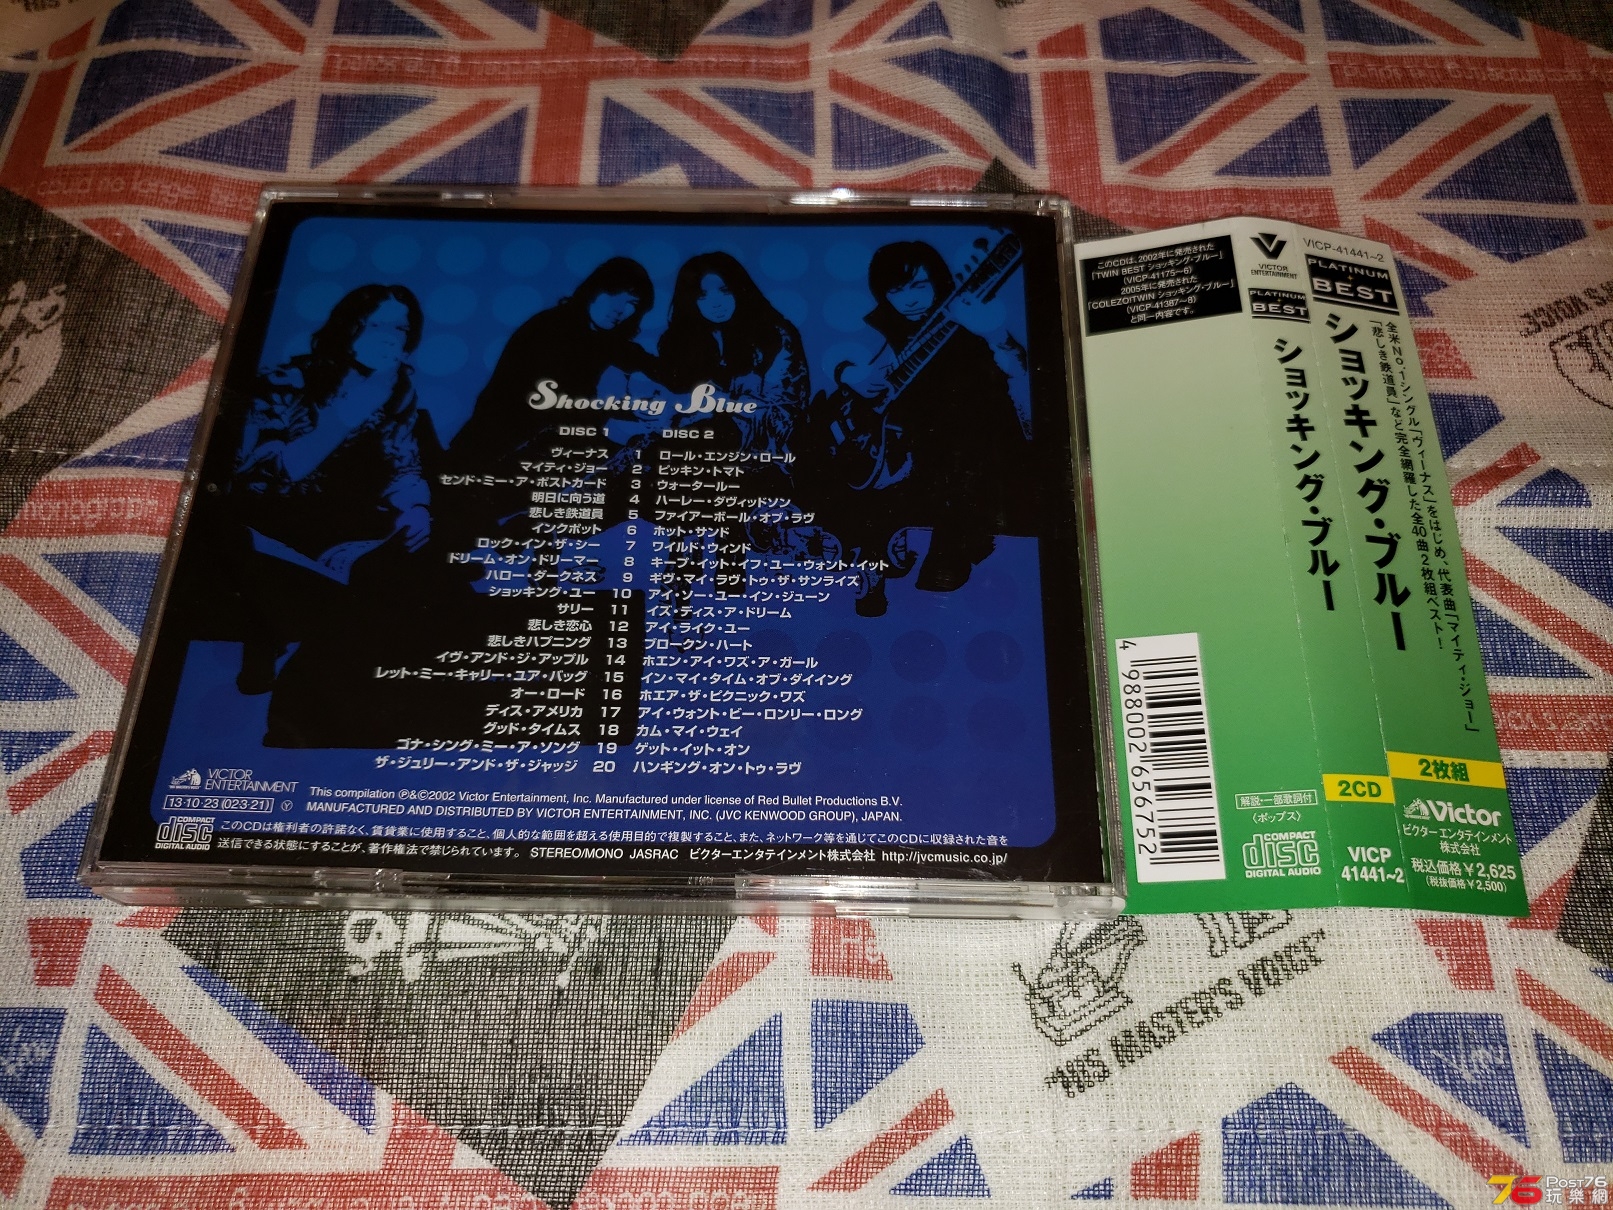 Shocking Blue
DISC 1
ヴィーナス 1
マイティ・ジョー 2
センド・ミー・ア・ポストカード 3
明日に向う道 4
悲しき鉄道員 5
インクポット 6
ロック・イン・ザ・シー 7
ドリーム・オン・ドリーマー 8
ハロー・ダークネス 9
ショッキング・ユー 10
サリー 11
悲しき恋心 12
悲しきハプニング 13
イヴ・アンド・ジ・アップル 14
レット・ミー・キャリー・ユア・バッグ 15
オー・ロード 16
ディス・アメリカ 17
グッド・タイムス 18
ゴナ・シング・ミー・ア・ソング 19
ザ・ジュリー・アンド・ザ・ジャッジ 20
DISC 2
ロール・エンジン・ロール
ピッキン・トマト
ウォータールー
ハーレー・ダヴィッドソン
ファイアーボール・オブ・ラヴ
ホット・サンド
ワイルド・ウィンド
キープ・イット・イフ・ユー・ウォント・イット
ギヴ・マイ・ラヴ・トゥ・ザ・サンライズ
アイ・ソー・ユー・イン・ジューン
イズ・ディス・ア・ドリーム
アイ・ライク・ユー
ブロークン・ハート
ホエン・アイ・ワズ・ア・ガール
イン・マイ・タイム・オブ・ダイイング
ホエア・ザ・ピクニック・ワズ
アイ・ウォント・ビー・ロンリー・ロング
カム・マイ・ウェイ
ゲット・イット・オン
ハンギング・オン・トゥ・ラヴ
VICTOR
ENTERTAINMENT
13・10・23 (02・3・21) Ⓨ
This compilation ℗&©2002 Victor Entertainment, Inc. Manufactured under license of Red Bullet Productions B.V.
MANUFACTURED AND DISTRIBUTED BY VICTOR ENTERTAINMENT, INC. (JVC KENWOOD GROUP), JAPAN.
COMPACT
disc
DIGITAL AUDIO
このCDは権利者の許諾なく、賃貸業に使用すること、個人的な範囲を超える使用目的で複製すること、また、ネットワーク等を通じてこのCDに収録された音を
送信できる状態にすることが、著作権法で禁じられています。 STEREO/MONO JASRAC ビクターエンタテインメント株式会社 http://jvcmusic.co.jp/
このCDは、2002年に発売された
「TWIN BEST ショッキング・ブルー」
(VICP-41175~6)
2005年に発売された
「COLEZO!TWIN ショッキング・ブルー」
(VICP-41387~8)
と同一内容です。
4 988002 656752
VICTOR
ENTERTAINMENT
PLATINUM
BEST
ショッキング・ブルー
解説・一部歌詞付
〈ポップス〉
COMPACT
disc
DIGITAL AUDIO
VICP-41441~2
PLATINUM
BEST
ショッキング・ブルー
2CD
VICP
41441~2
全米No.1シングル「ヴィーナス」をはじめ、代表曲「マイティ・ジョー」
「悲しき鉄道員」など完全網羅した全40曲2枚組ベスト!
2枚組
Victor
ビクターエンタテインメント
株式会社
税込価格¥2,625
(税抜価格¥2,500)
"HIS MASTER'S VOICE"
Post76
玩樂網